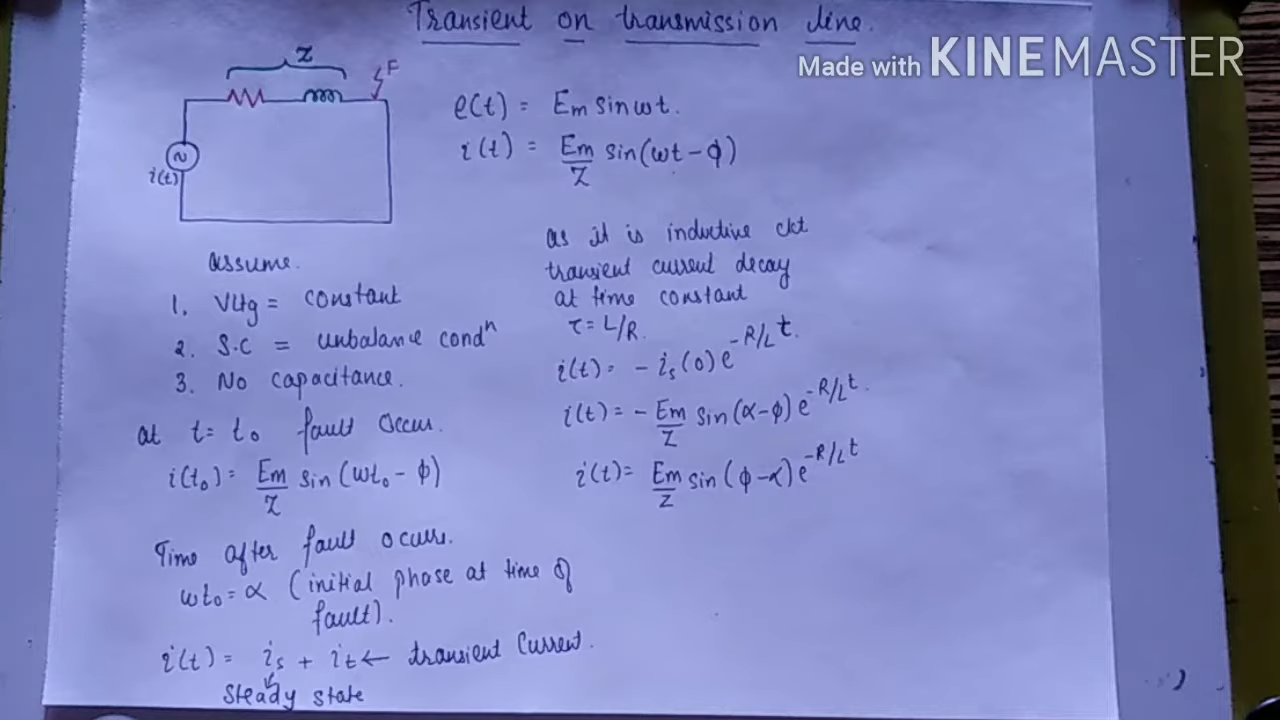 Transient on transmission line.
Made with KINEMASTER
Z
F
i(t)
e(t) = Em sin ωt.
i(t) = Em/Z sin(ωt - ϕ)
assume.
1. Vltg = constant
2. S.C = unbalance condⁿ
3. No capacitance.
at t = t₀ fault occur.
i(t₀) = Em/Z sin (ωt₀ - ϕ)
Time after fault occurs.
ωt₀ = α (initial phase at time of
fault).
i(t) = is + it ← transient current.
steady state
as it is inductive ckt
transient current decay
at time constant
τ = L/R.
i(t) = - is(0) e^-R/L t.
i(t) = - Em/Z sin (α-ϕ) e^-R/L t.
i(t) = Em/Z sin (ϕ-α) e^-R/L t